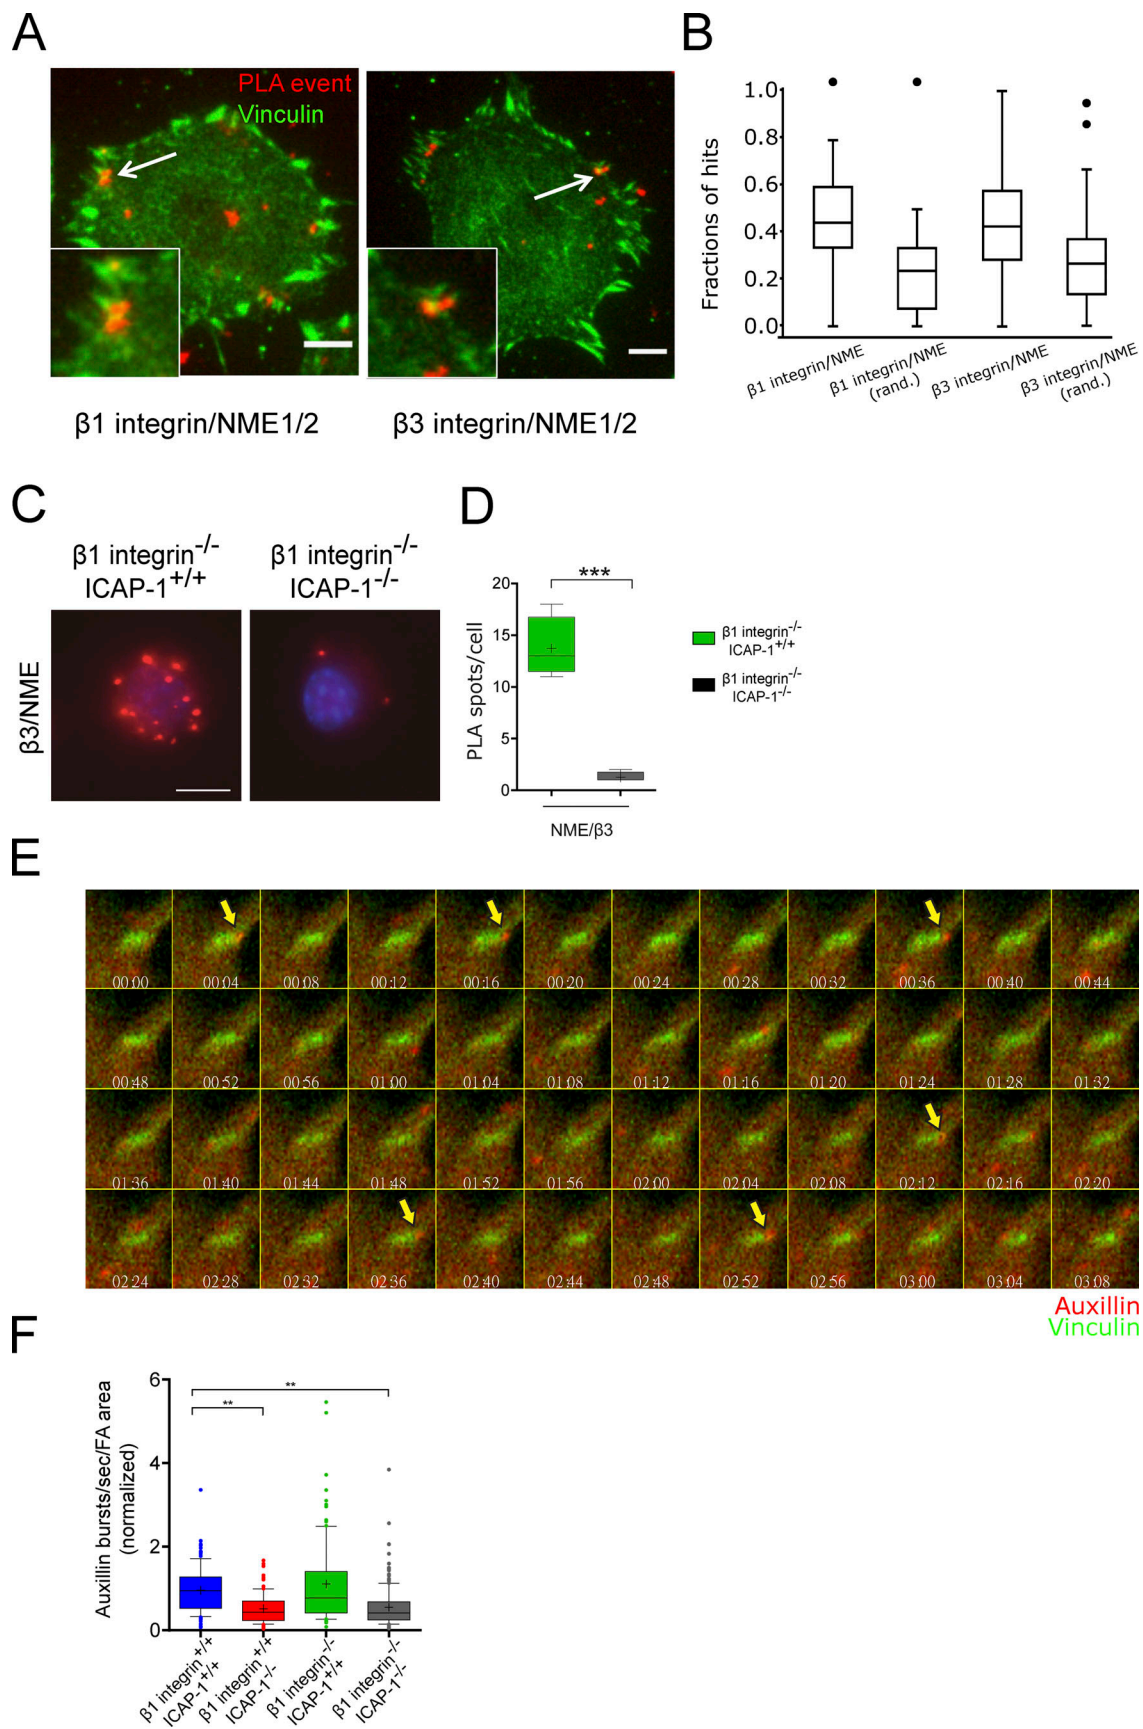 A
PLA event
Vinculin
β1 integrin/NME1/2
β3 integrin/NME1/2
B
Fractions of hits
1.0
0.8
0.6
0.4
0.2
0.0
β1 integrin/NME
β1 integrin/NME
(rand.)
β3 integrin/NME
β3 integrin/NME
(rand.)
C
β1 integrin-/-
ICAP-1+/+
β1 integrin-/-
ICAP-1-/-
β3/NME
D
PLA spots/cell
20
15
10
5
0
***
NME/β3
β1 integrin-/-
ICAP-1+/+
β1 integrin-/-
ICAP-1-/-
E
00:00 00:04 00:08 00:12 00:16 00:20 00:24 00:28 00:32 00:36 00:40 00:44
00:48 00:52 00:56 01:00 01:04 01:08 01:12 01:16 01:20 01:24 01:28 01:32
01:36 01:40 01:44 01:48 01:52 01:56 02:00 02:04 02:08 02:12 02:16 02:20
02:24 02:28 02:32 02:36 02:40 02:44 02:48 02:52 02:56 03:00 03:04 03:08
Auxillin
Vinculin
F
Auxillin bursts/sec/FA area
(normalized)
6
4
2
0
**
**
β1 integrin+/+
ICAP-1+/+
β1 integrin+/+
ICAP-1-/-
β1 integrin-/-
ICAP-1+/+
β1 integrin-/-
ICAP-1-/-